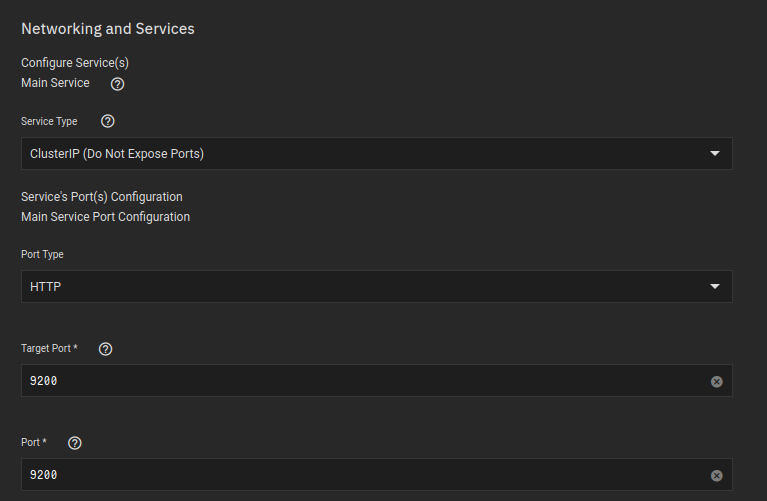 Networking and Services
Configure Service(s)
Main Service
Service Type
ClusterIP (Do Not Expose Ports)
Service's Port(s) Configuration
Main Service Port Configuration
Port Type
HTTP
Target Port *
9200
Port *
9200